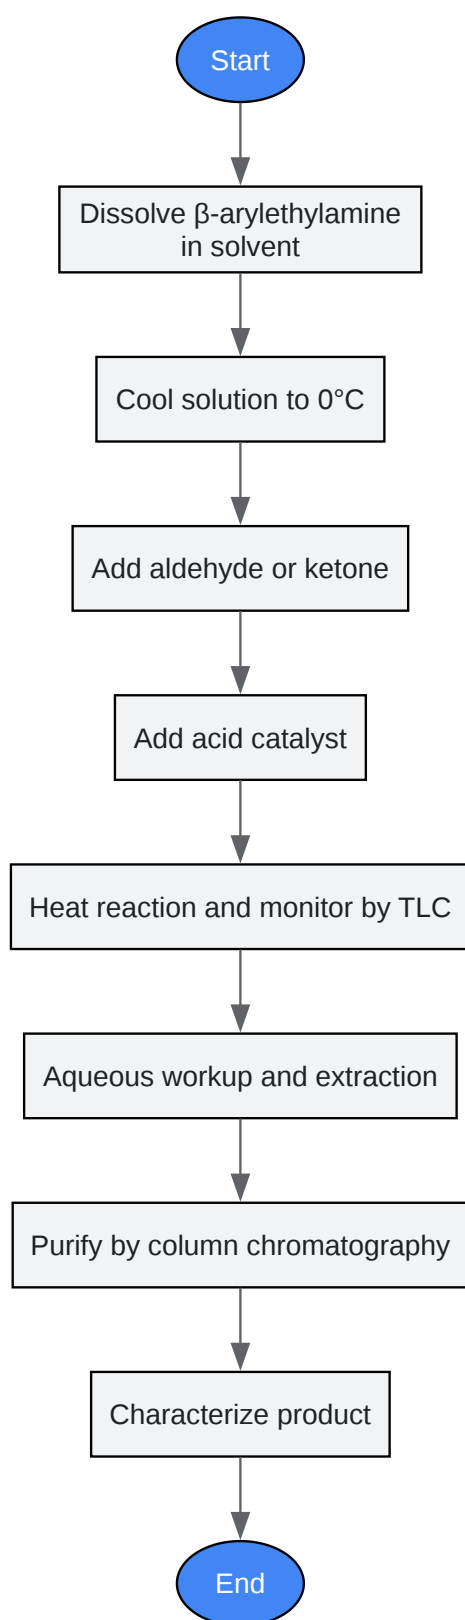 Start
Dissolve β-arylethylamine
in solvent
Cool solution to 0°C
Add aldehyde or ketone
Add acid catalyst
Heat reaction and monitor by TLC
Aqueous workup and extraction
Purify by column chromatography
Characterize product
End